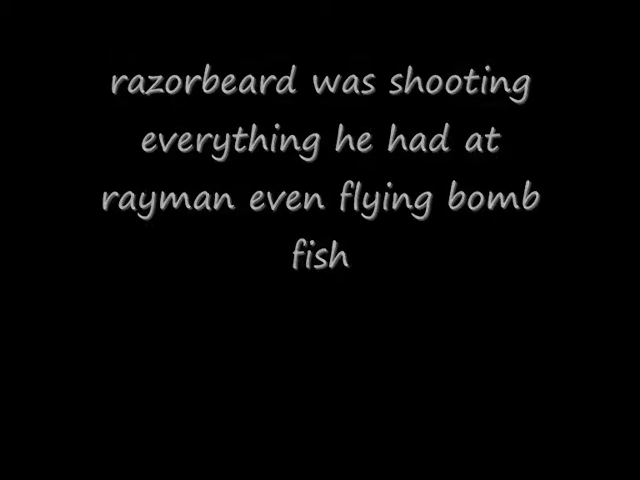 razorbeard was shooting
everything he had at
rayman even flying bomb
fish